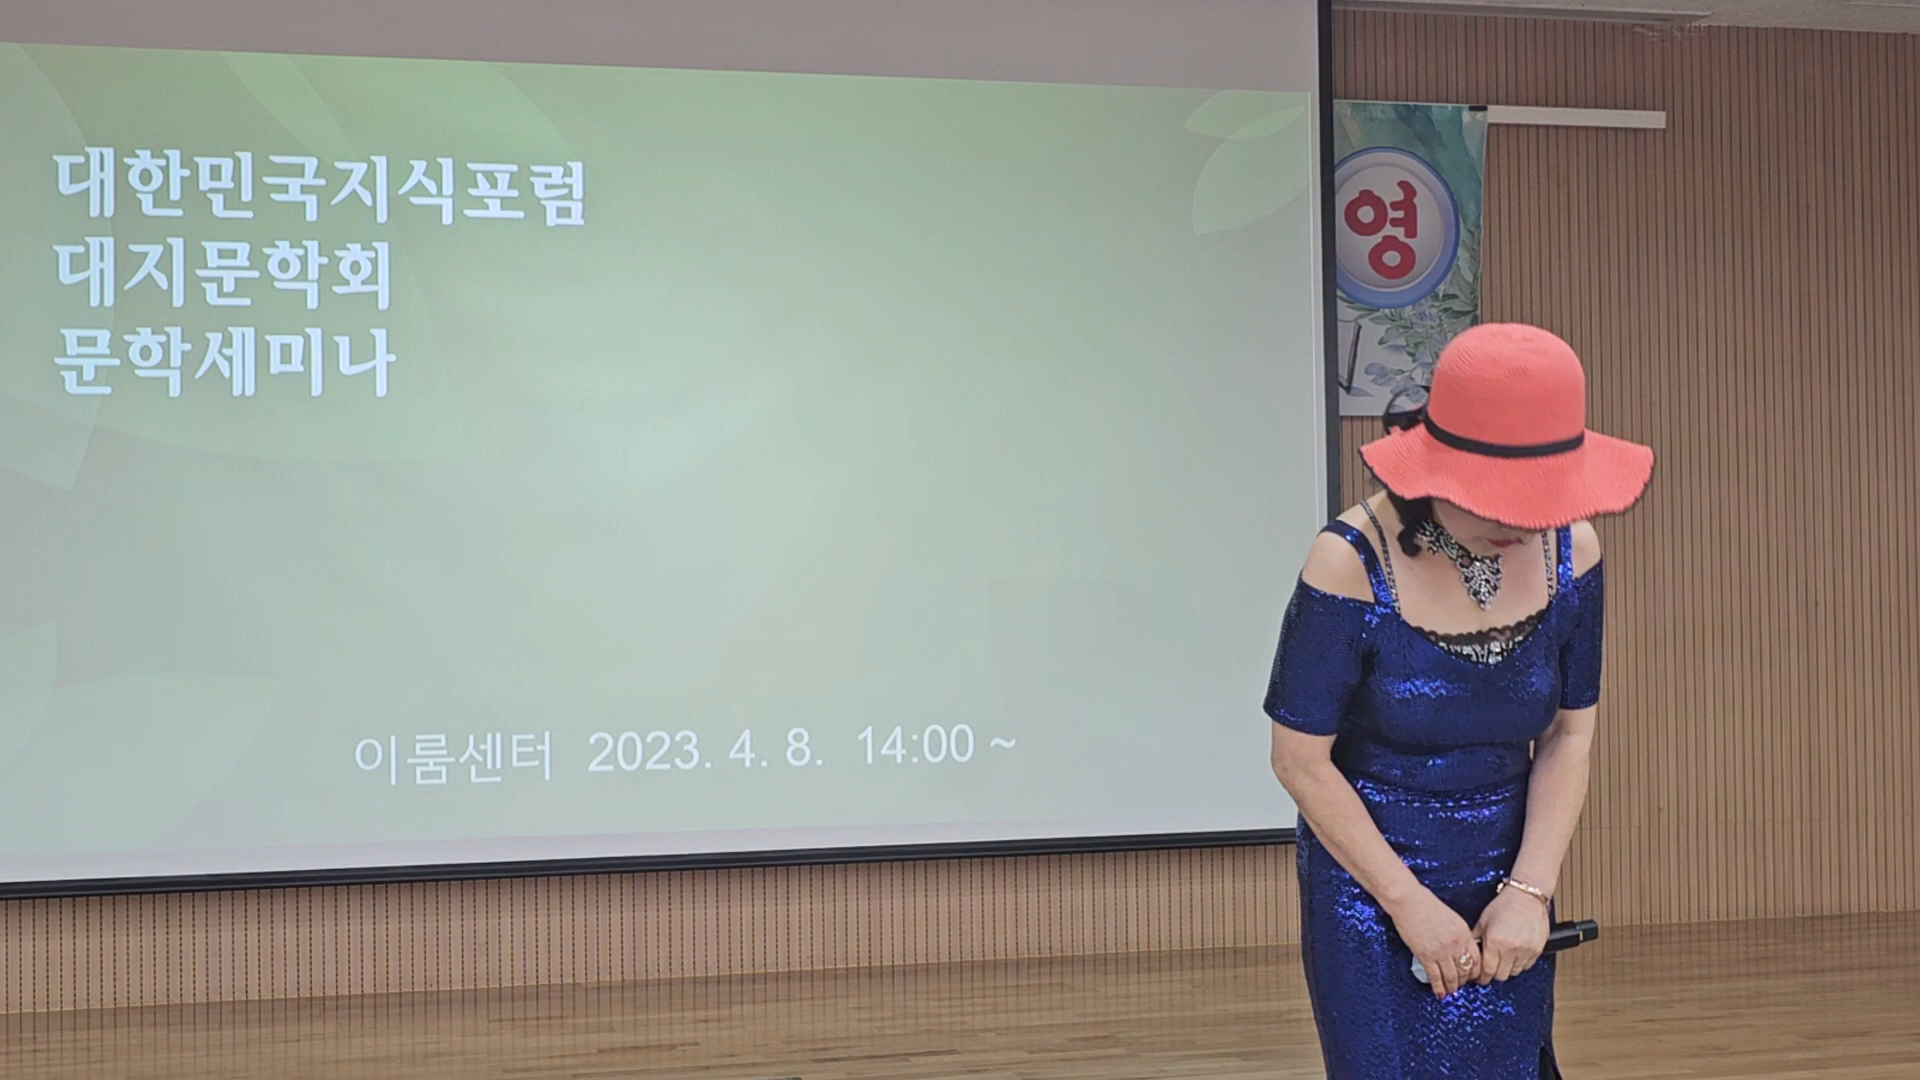 대한민국지식포럼
대지문학회
문학세미나
이룸센터 2023. 4. 8. 14:00 ~
영